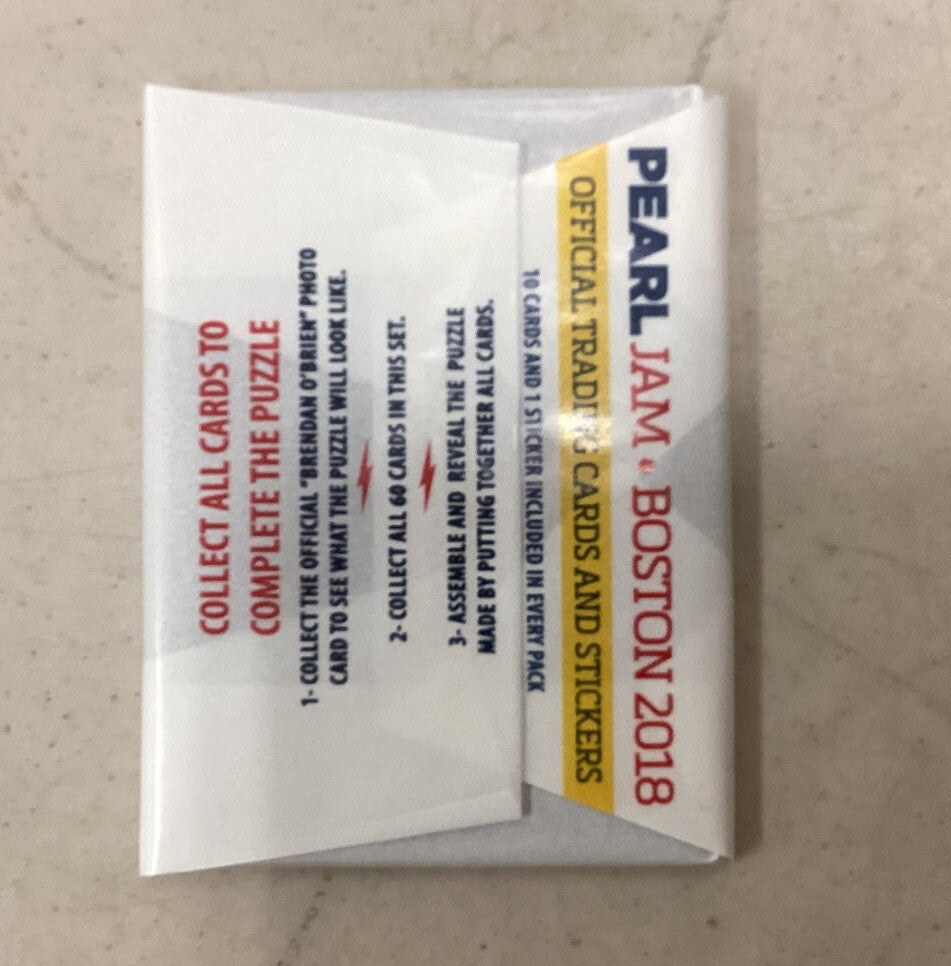 COLLECT ALL CARDS TO
COMPLETE THE PUZZLE
1- COLLECT THE OFFICIAL "BRENDAN O'BRIEN" PHOTO
CARD TO SEE WHAT THE PUZZLE WILL LOOK LIKE.
2- COLLECT ALL 60 CARDS IN THIS SET.
3- ASSEMBLE AND REVEAL THE PUZZLE
MADE BY PUTTING TOGETHER ALL CARDS.
10 CARDS AND 1 STICKER INCLUDED IN EVERY PACK
OFFICIAL TRADING CARDS AND STICKERS
PEARL JAM • BOSTON 2018